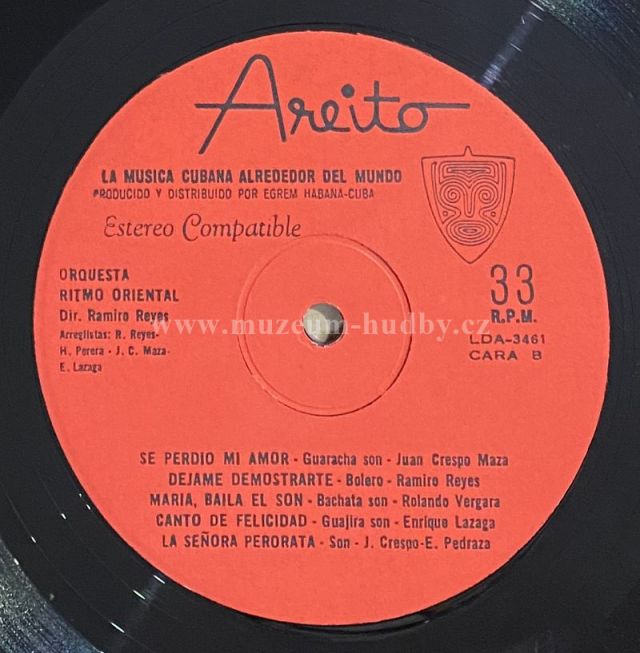 Areito
LA MUSICA CUBANA ALREDEDOR DEL MUNDO
PRODUCIDO Y DISTRIBUIDO POR EGREM HABANA-CUBA
Estereo Compatible
ORQUESTA
RITMO ORIENTAL
Dir. Ramiro Reyes
Arreglistas: R. Reyes-
H. Perera - J. C. Maza-
E. Lazaga
33
R.P.M.
LDA-3461
CARA B
www.muzeum-hudby.cz
SE PERDIO MI AMOR - Guaracha son - Juan Crespo Maza
DEJAME DEMOSTRARTE - Bolero - Ramiro Reyes
MARIA, BAILA EL SON - Bachata son - Rolando Vergara
CANTO DE FELICIDAD - Guajira son - Enrique Lazaga
LA SEÑORA PERORATA - Son - J. Crespo-E. Pedraza